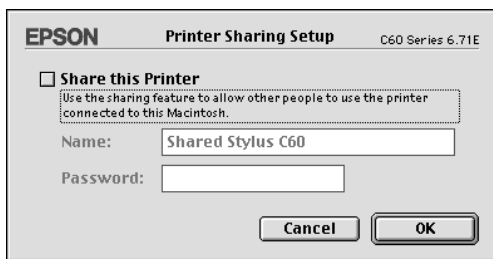 EPSON Printer Sharing Setup C60 Series 6.71E
Share this Printer
Use the sharing feature to allow other people to use the printer
connected to this Macintosh.
Name: Shared Stylus C60
Password:
Cancel OK